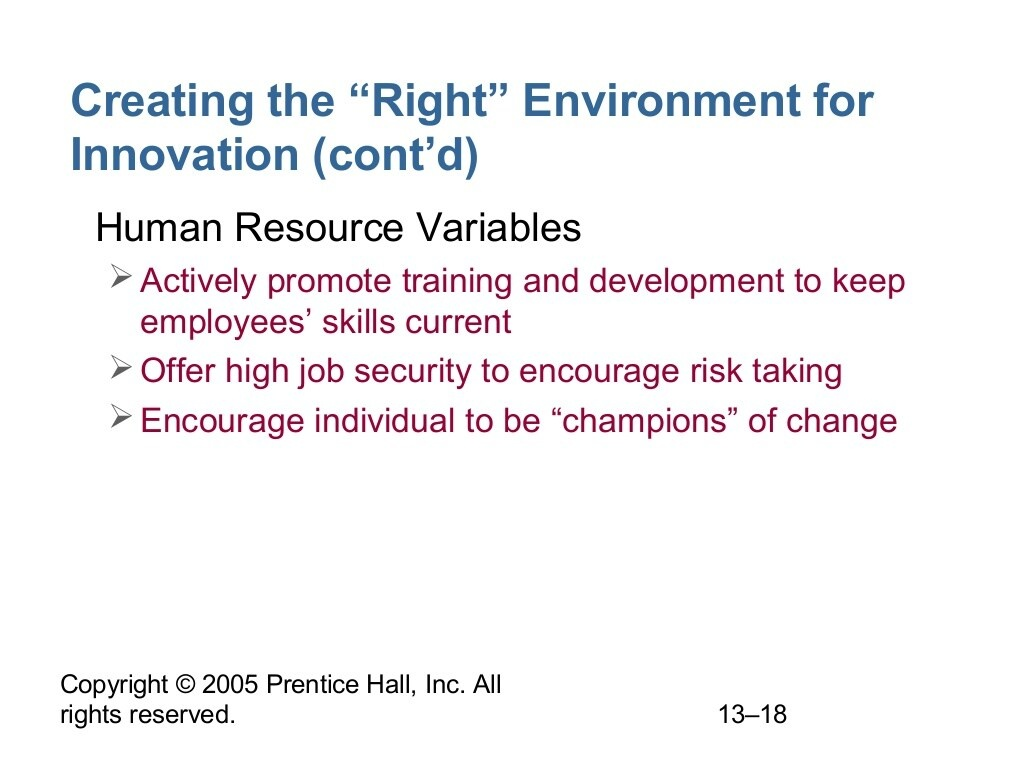 Creating the “Right” Environment for
Innovation (cont’d)
Human Resource Variables
Actively promote training and development to keep
employees’ skills current
Offer high job security to encourage risk taking
Encourage individual to be “champions” of change
Copyright © 2005 Prentice Hall, Inc. All
rights reserved.
13–18